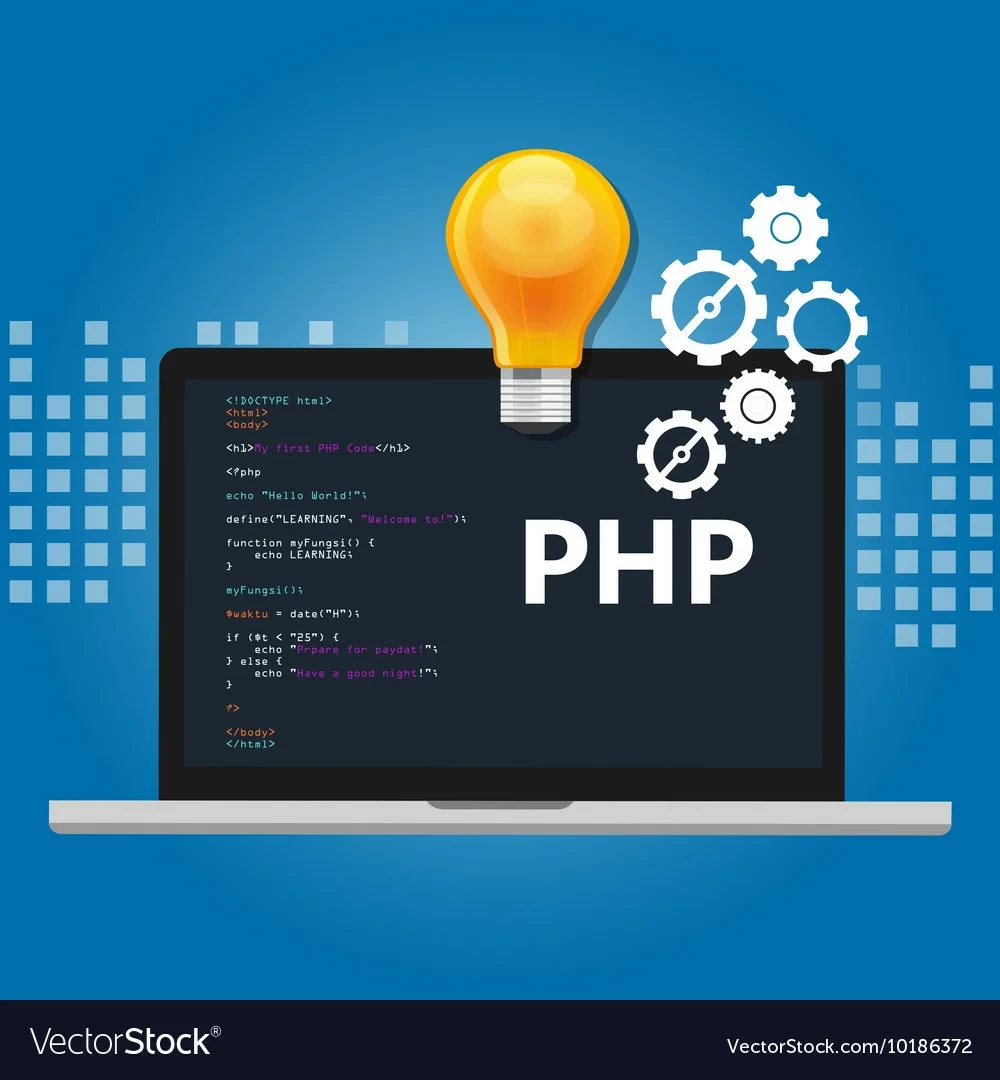 <!DOCTYPE html>
<html>
<body>
<h1>My first PHP Code</h1>
<?php
echo "Hello World!";
define("LEARNING", "Welcome to!");
function myFungsi() {
echo LEARNING;
}
myFungsi();
$waktu = date("H");
if ($t < "25") {
echo "Prpare for paydat!";
} else {
echo "Have a good night!";
}
?>
</body>
</html>
PHP
VectorStock®
VectorStock.com/10186372